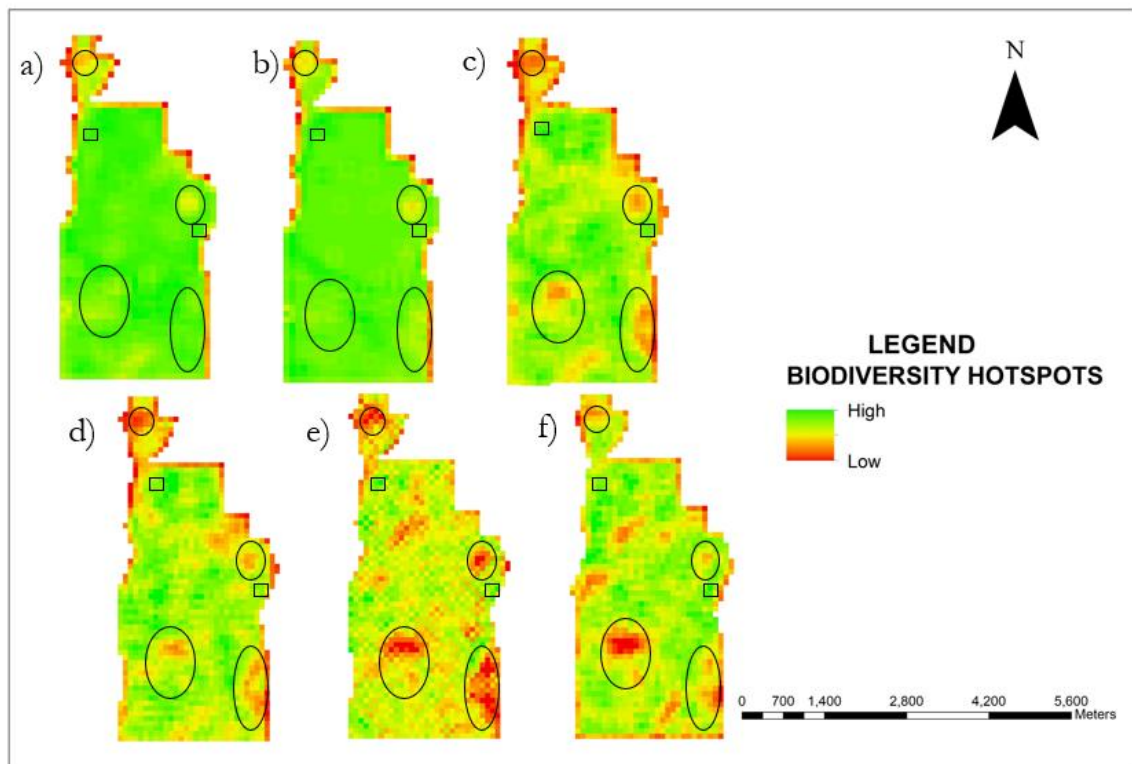 a)
b)
c)
N
LEGEND
BIODIVERSITY HOTSPOTS
High
Low
d)
e)
f)
0 700 1,400 2,800 4,200 5,600
Meters